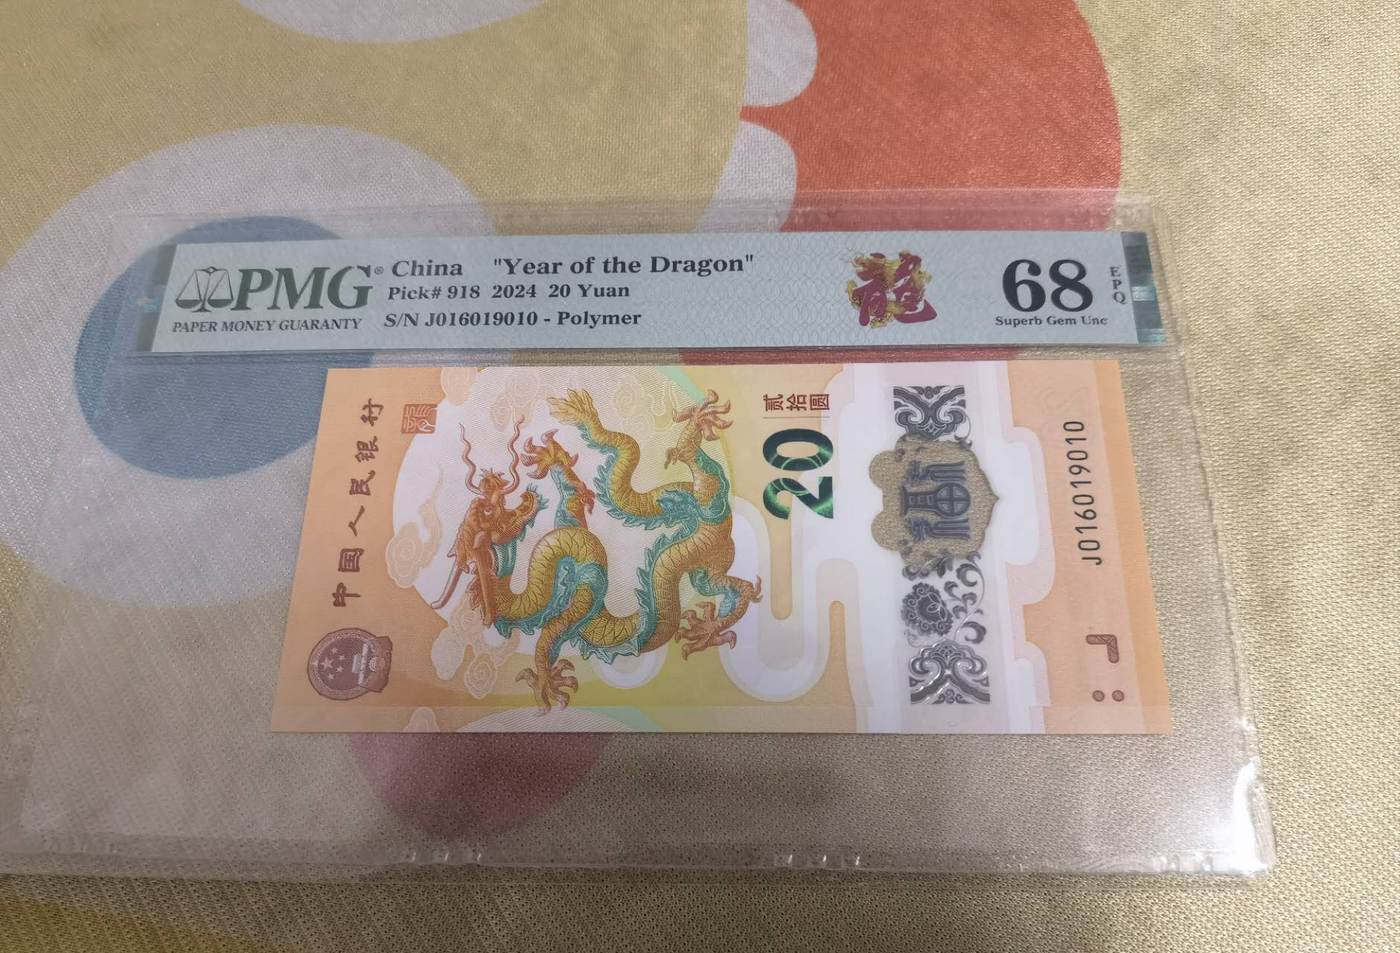 PMG® China "Year of the Dragon"
PAPER MONEY GUARANTY
Pick# 918 2024 20 Yuan
S/N J016019010 - Polymer
龍
68
EPQ
Superb Gem Unc
中国人民银行
贰拾圆
20
福
J016019010